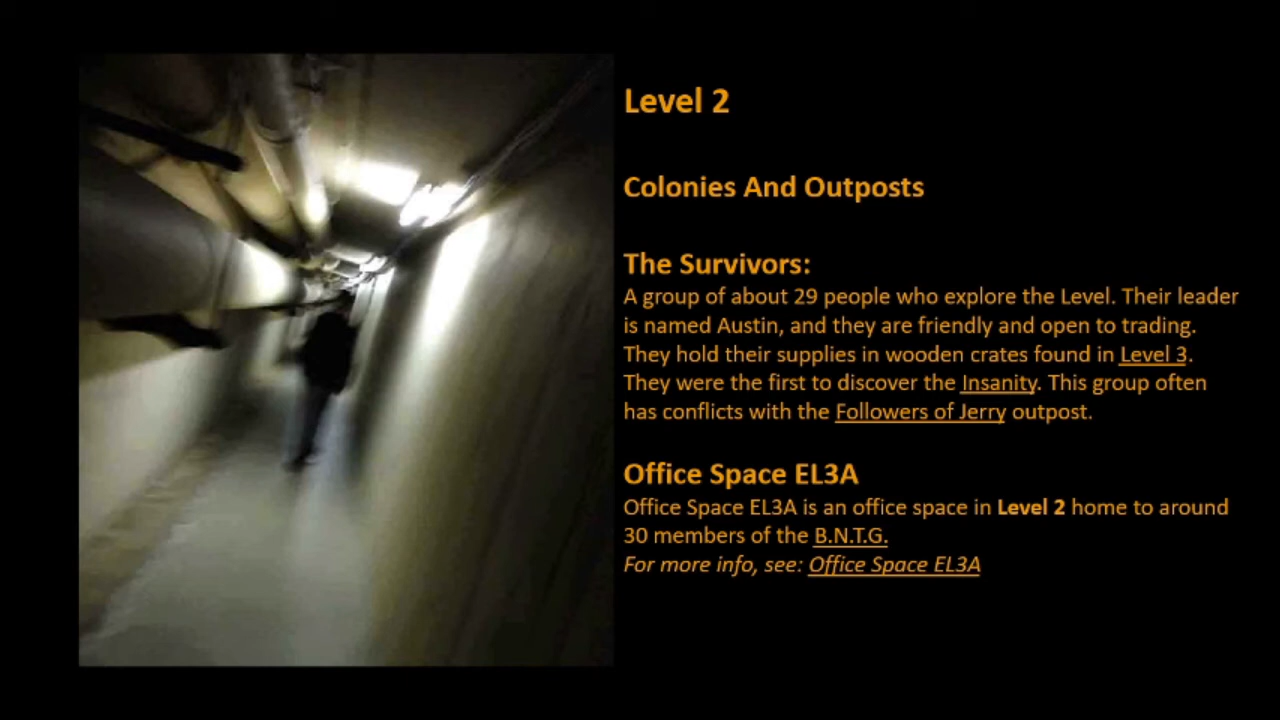 Level 2
Colonies And Outposts
The Survivors:
A group of about 29 people who explore the Level. Their leader
is named Austin, and they are friendly and open to trading.
They hold their supplies in wooden crates found in Level 3.
They were the first to discover the Insanity. This group often
has conflicts with the Followers of Jerry outpost.
Office Space EL3A
Office Space EL3A is an office space in Level 2 home to around
30 members of the B.N.T.G.
For more info, see: Office Space EL3A